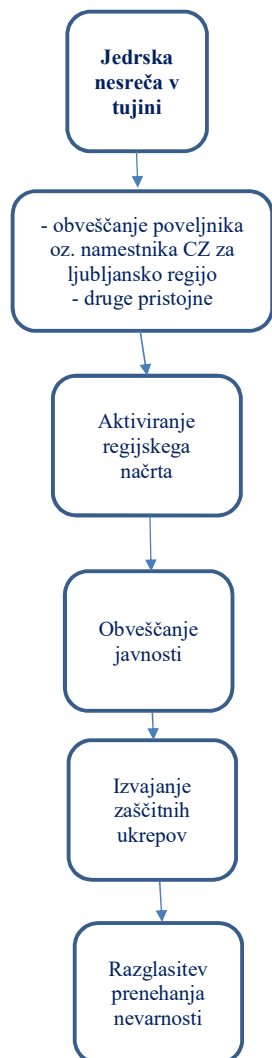 Jedrska
nesreča v
tujini
- obveščanje poveljnika
oz. namestnika CZ za
ljubljansko regijo
- druge pristojne
Aktiviranje
regijskega
načrta
Obveščanje
javnosti
Izvajanje
zaščitnih
ukrepov
Razglasitev
prenehanja
nevarnosti